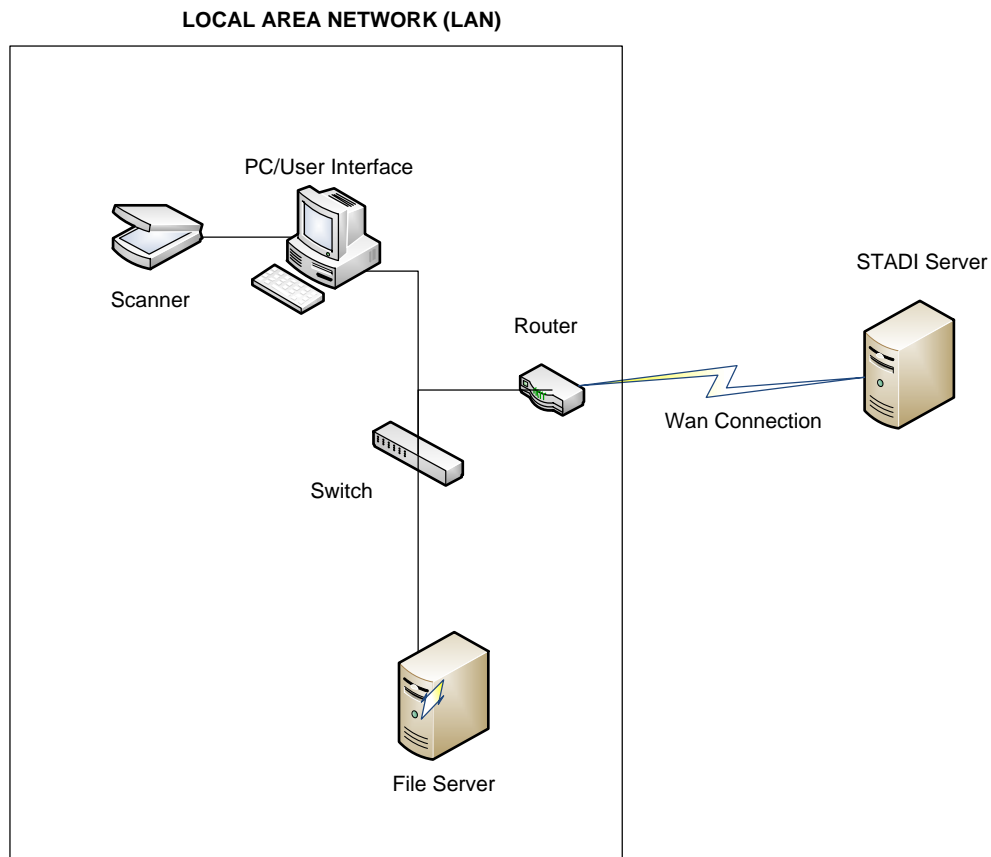 LOCAL AREA NETWORK (LAN)
PC/User Interface
Scanner
STADI Server
Router
Wan Connection
Switch
File Server